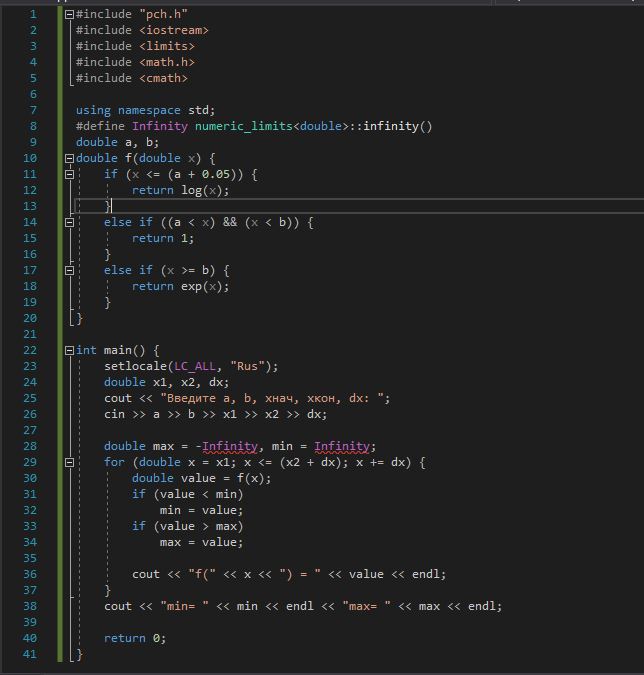 1 #include "pch.h"
2 #include <iostream>
3 #include <limits>
4 #include <math.h>
5 #include <cmath>
6
7 using namespace std;
8 #define Infinity numeric_limits<double>::infinity()
9 double a, b;
10 double f(double x) {
11     if (x <= (a + 0.05)) {
12         return log(x);
13     }
14     else if ((a < x) && (x < b)) {
15         return 1;
16     }
17     else if (x >= b) {
18         return exp(x);
19     }
20 }
21
22 int main() {
23     setlocale(LC_ALL, "Rus");
24     double x1, x2, dx;
25     cout << "Введите a, b, хнач, хкон, dx: ";
26     cin >> a >> b >> x1 >> x2 >> dx;
27
28     double max = -Infinity, min = Infinity;
29     for (double x = x1; x <= (x2 + dx); x += dx) {
30         double value = f(x);
31         if (value < min)
32             min = value;
33         if (value > max)
34             max = value;
35
36         cout << "f(" << x << ") = " << value << endl;
37     }
38     cout << "min= " << min << endl << "max= " << max << endl;
39
40     return 0;
41 }